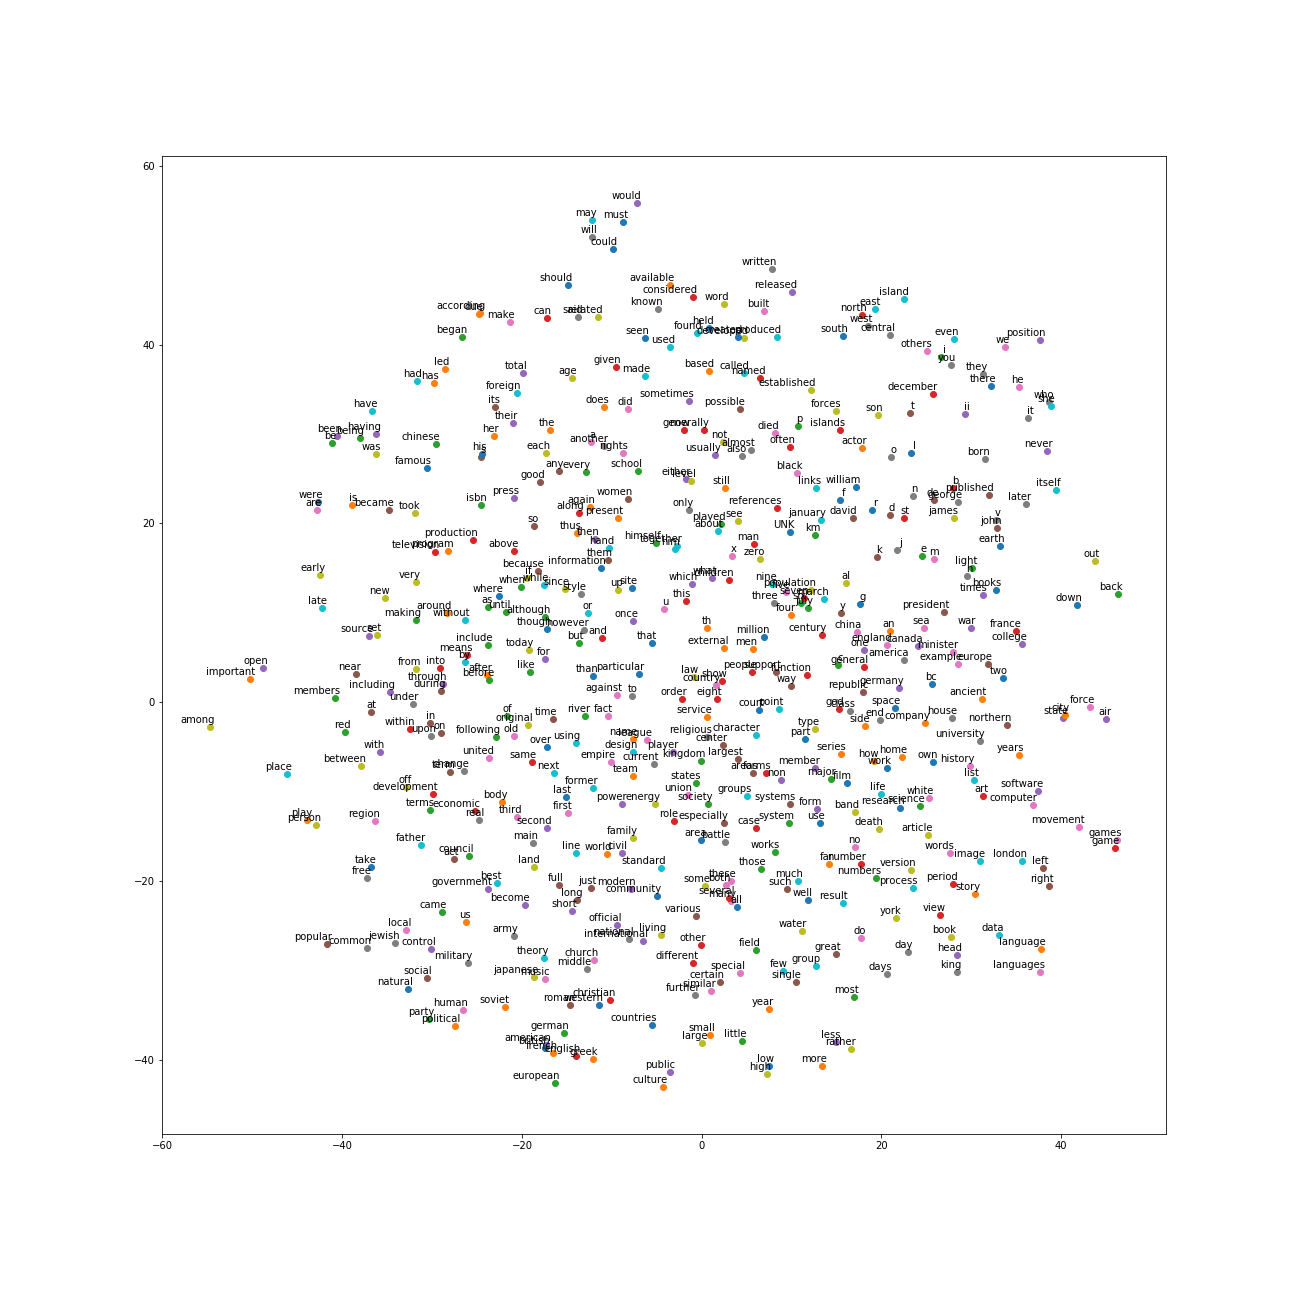 60
would
may
must
will
could
written
should
available
released
considered
island
word
east
known
built
north
according
make
can
related
west
held
found
central
began
seen
south
produced
even
position
used
others
we
i
you
led
given
based
called
they
total
made
named
had
has
age
there
he
foreign
established
december
who
she
sometimes
its
does
did
possible
forces
have
son
t
ii
it
their
died
p
the
her
islands
been
being
having
be
chinese
another
a
rights
not
almost
often
was
his
each
usually
also
actor
o
l
born
never
famous
any
every
school
either
level
good
black
still
links
william
b
published
itself
were
are
is
press
women
f
n
george
later
became
isbn
again
only
references
took
along
present
played
see
january
david
r
d
st
james
v
so
about
john
production
thus
then
himself
together
UNK
km
earth
television
program
above
hand
him
man
them
x
zero
k
j
e
m
out
because
information
light
early
if
what
children
nine
very
when
while
since
style
up
site
which
population
al
times
books
back
new
where
this
three
down
late
as
until
or
u
four
y
g
president
making
around
without
although
once
though
however
th
century
china
an
sea
war
france
source
set
include
but
and
that
external
million
men
england
one
canada
minister
college
means
by
today
for
general
america
example
europe
open
near
from
into
after
before
like
than
particular
law
people
support
function
important
through
country
show
way
germany
bc
two
members
including
during
against
to
order
eight
republic
ancient
under
court
point
god
space
force
among
at
in
of
original
time
river
fact
service
class
side
end
company
house
city
state
air
red
within
upon
on
following
old
religious
character
type
northern
over
using
name
league
center
part
university
with
united
design
player
series
how
home
years
between
same
empire
current
kingdom
largest
member
work
own
history
place
change
next
team
areas
forms
non
major
film
list
off
former
states
life
software
development
last
union
groups
research
white
art
computer
terms
economic
body
power
energy
society
systems
form
science
play
person
region
real
third
first
role
especially
case
system
use
band
movement
second
death
father
main
family
area
battle
article
games
game
council
act
line
world
civil
works
no
words
take
land
standard
far
number
image
london
left
free
best
those
version
government
full
just
modern
some
these
both
much
numbers
period
right
community
such
process
story
become
long
several
all
well
came
short
various
result
view
us
york
local
official
water
popular
common
jewish
army
national
living
do
book
data
control
international
other
field
day
head
language
military
theory
church
different
great
middle
few
group
king
languages
social
japanese
music
special
days
natural
certain
single
further
similar
most
human
soviet
roman
western
christian
year
party
political
german
countries
small
american
large
little
less
rather
french
english
greek
european
public
low
high
more
culture
40
20
0
−20
−40
−60
−40
−20
0
20
40